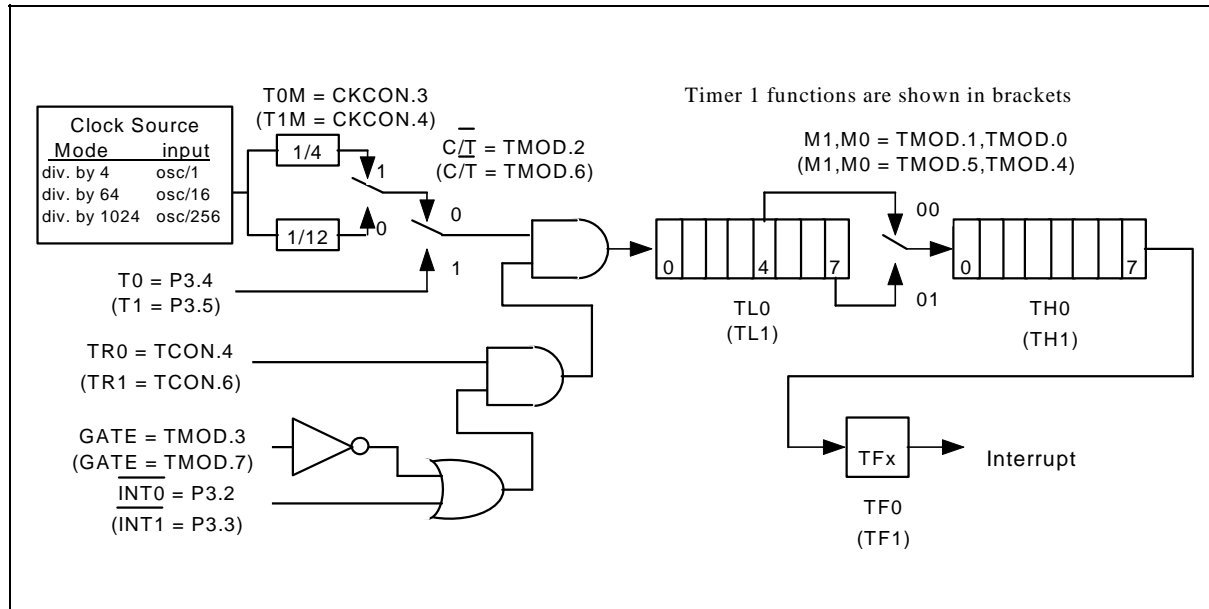 T0M = CKCON.3
(T1M = CKCON.4)
Timer 1 functions are shown in brackets
Clock Source
Mode input
div. by 4 osc/1
div. by 64 osc/16
div. by 1024 osc/256
1/4
1/12
1
0
C/T̅ = TMOD.2
(C/T̅ = TMOD.6)
0
1
M1,M0 = TMOD.1,TMOD.0
(M1,M0 = TMOD.5,TMOD.4)
00
01
0 4 7
TL0
(TL1)
0 7
TH0
(TH1)
T0 = P3.4
(T1 = P3.5)
TR0 = TCON.4
(TR1 = TCON.6)
GATE = TMOD.3
(GATE = TMOD.7)
I̅N̅T̅0̅ = P3.2
(I̅N̅T̅1̅ = P3.3)
TFx
Interrupt
TF0
(TF1)